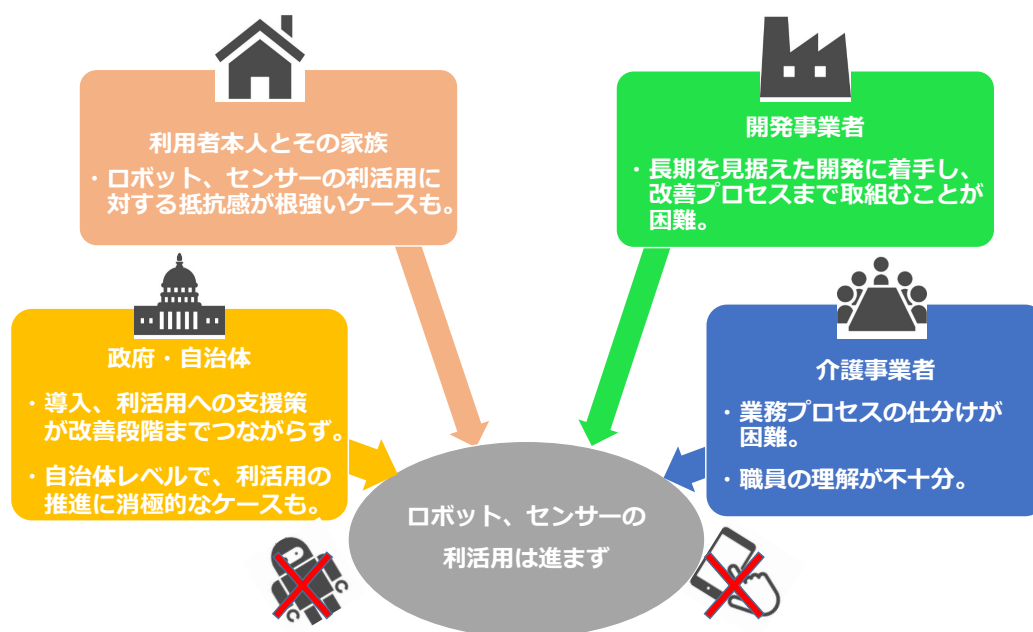 利用者本人とその家族
・ロボット、センサーの利活用に
対する抵抗感が根強いケースも。
開発事業者
・長期を見据えた開発に着手し、
改善プロセスまで取組むことが
困難。
政府・自治体
・導入、利活用への支援策
が改善段階までつながらず。
・自治体レベルで、利活用の
推進に消極的なケースも。
介護事業者
・業務プロセスの仕分けが
困難。
・職員の理解が不十分。
ロボット、センサーの
利活用は進まず